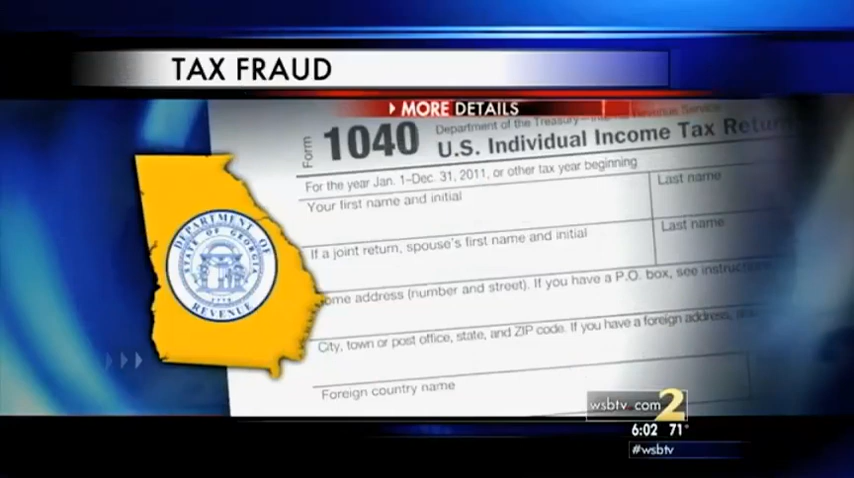 TAX FRAUD
MORE DETAILS
Form 1040
Department of the Treasury—Internal Revenue Service
U.S. Individual Income Tax Return
For the year Jan. 1–Dec. 31, 2011, or other tax year beginning
Your first name and initial
Last name
If a joint return, spouse's first name and initial
Last name
ome address (number and street). If you have a P.O. box, see instructi
City, town or post office, state, and ZIP code. If you have a foreign address,
Foreign country name
DEPARTMENT OF
STATE OF GEORGIA
1776
REVENUE
wsbtv.com 2
6:02 71°
#wsbtv